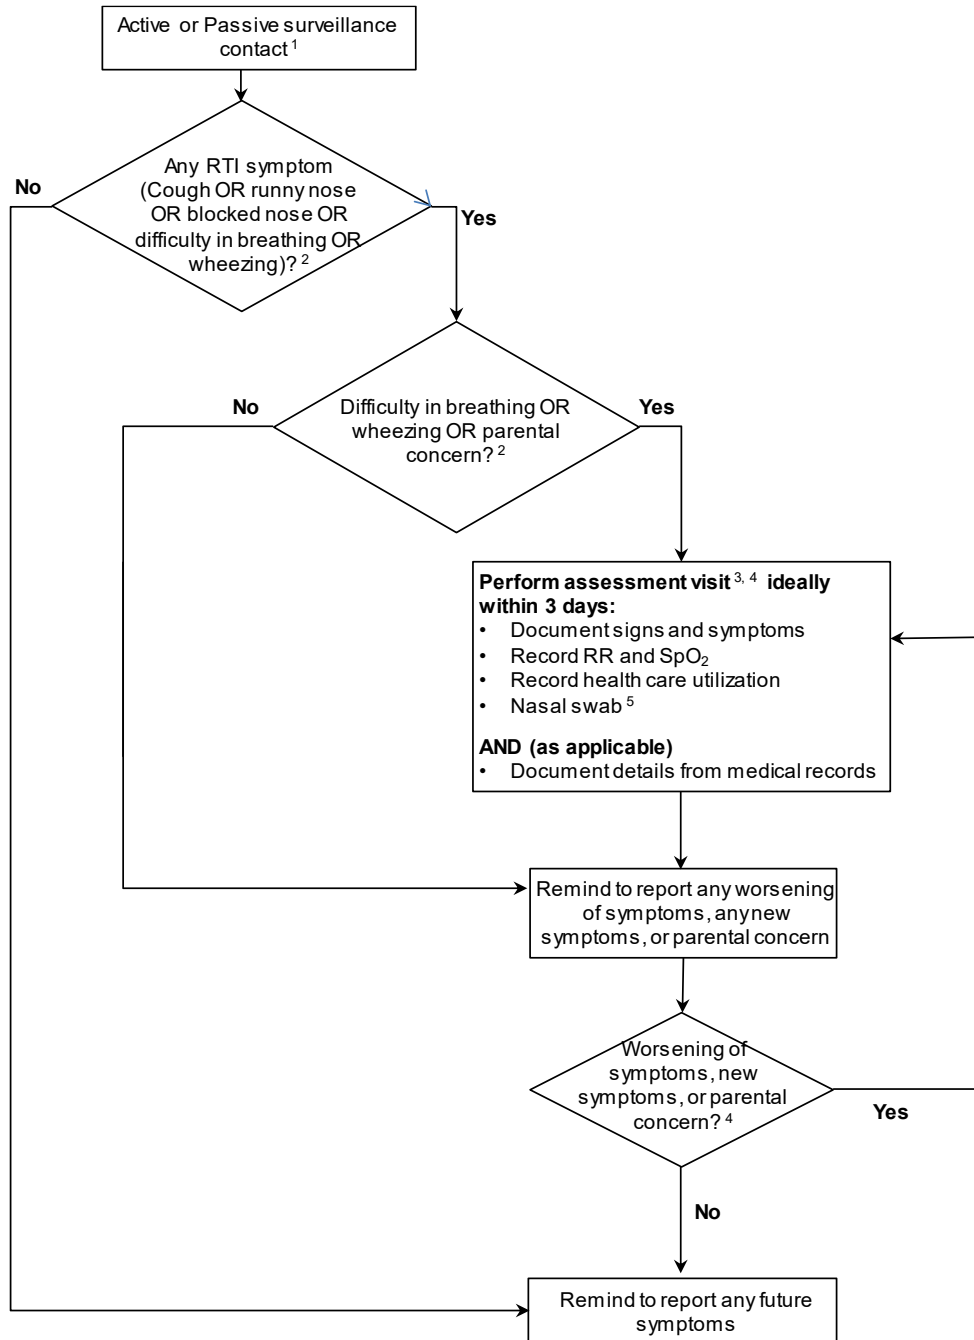 Active or Passive surveillance
contact 1
Any RTI symptom
(Cough OR runny nose
OR blocked nose OR
difficulty in breathing OR
wheezing)? 2
No
Yes
Difficulty in breathing OR
wheezing OR parental
concern? 2
No
Yes
Perform assessment visit 3, 4 ideally
within 3 days:
• Document signs and symptoms
• Record RR and SpO2
• Record health care utilization
• Nasal swab 5
AND (as applicable)
• Document details from medical records
Remind to report any worsening
of symptoms, any new
symptoms, or parental concern
Worsening of
symptoms, new
symptoms, or parental
concern? 4
Yes
No
Remind to report any future
symptoms